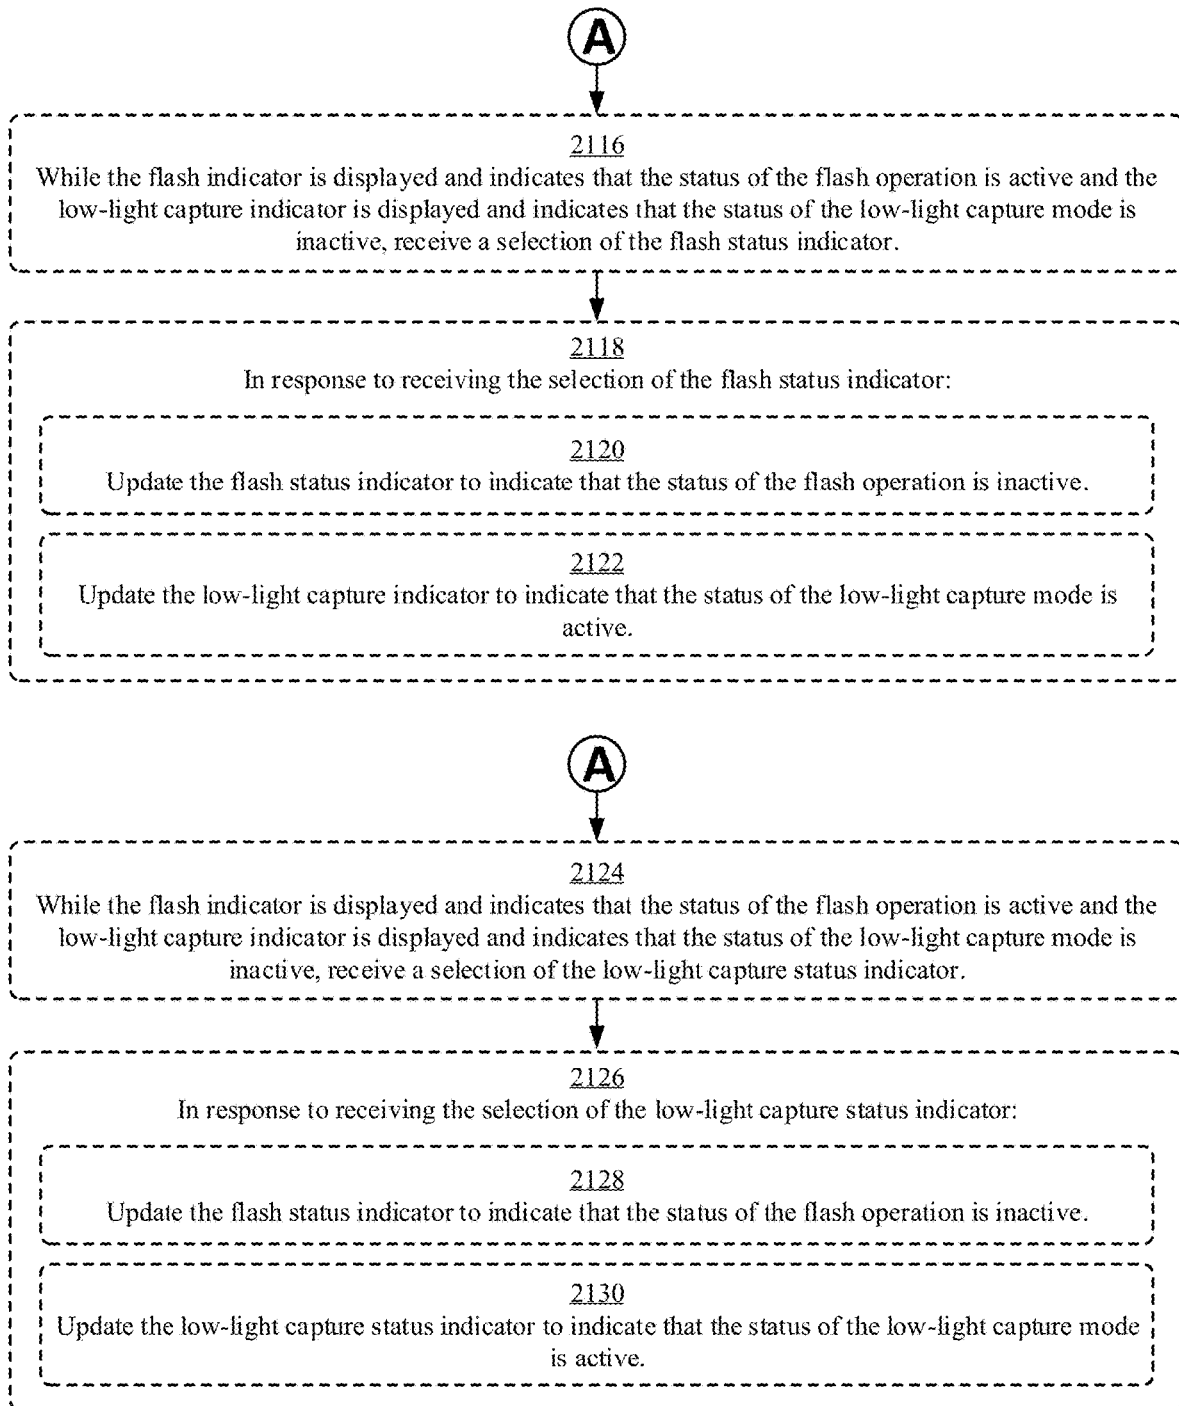 A
2116
While the flash indicator is displayed and indicates that the status of the flash operation is active and the
low-light capture indicator is displayed and indicates that the status of the low-light capture mode is
inactive, receive a selection of the flash status indicator.
2118
In response to receiving the selection of the flash status indicator:
2120
Update the flash status indicator to indicate that the status of the flash operation is inactive.
2122
Update the low-light capture indicator to indicate that the status of the low-light capture mode is
active.
A
2124
While the flash indicator is displayed and indicates that the status of the flash operation is active and the
low-light capture indicator is displayed and indicates that the status of the low-light capture mode is
inactive, receive a selection of the low-light capture status indicator.
2126
In response to receiving the selection of the low-light capture status indicator:
2128
Update the flash status indicator to indicate that the status of the flash operation is inactive.
2130
Update the low-light capture status indicator to indicate that the status of the low-light capture mode
is active.